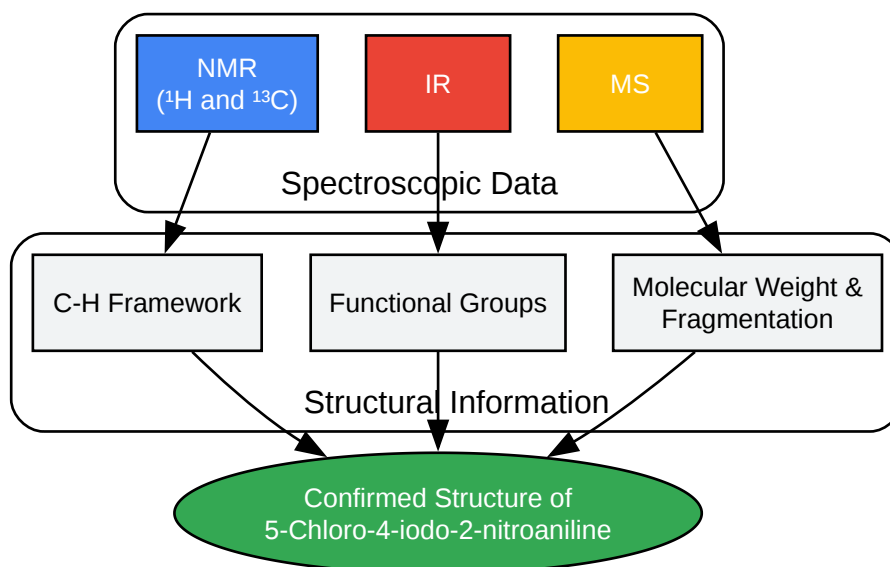 NMR
(¹H and ¹³C)
IR
MS
Spectroscopic Data
C-H Framework
Functional Groups
Molecular Weight &
Fragmentation
Structural Information
Confirmed Structure of
5-Chloro-4-iodo-2-nitroaniline